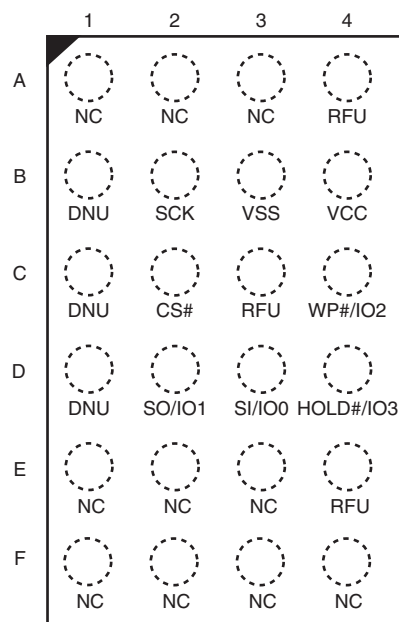 1 2 3 4
A
NC NC NC RFU
B
DNU SCK VSS VCC
C
DNU CS# RFU WP#/IO2
D
DNU SO/IO1 SI/IO0 HOLD#/IO3
E
NC NC NC RFU
F
NC NC NC NC